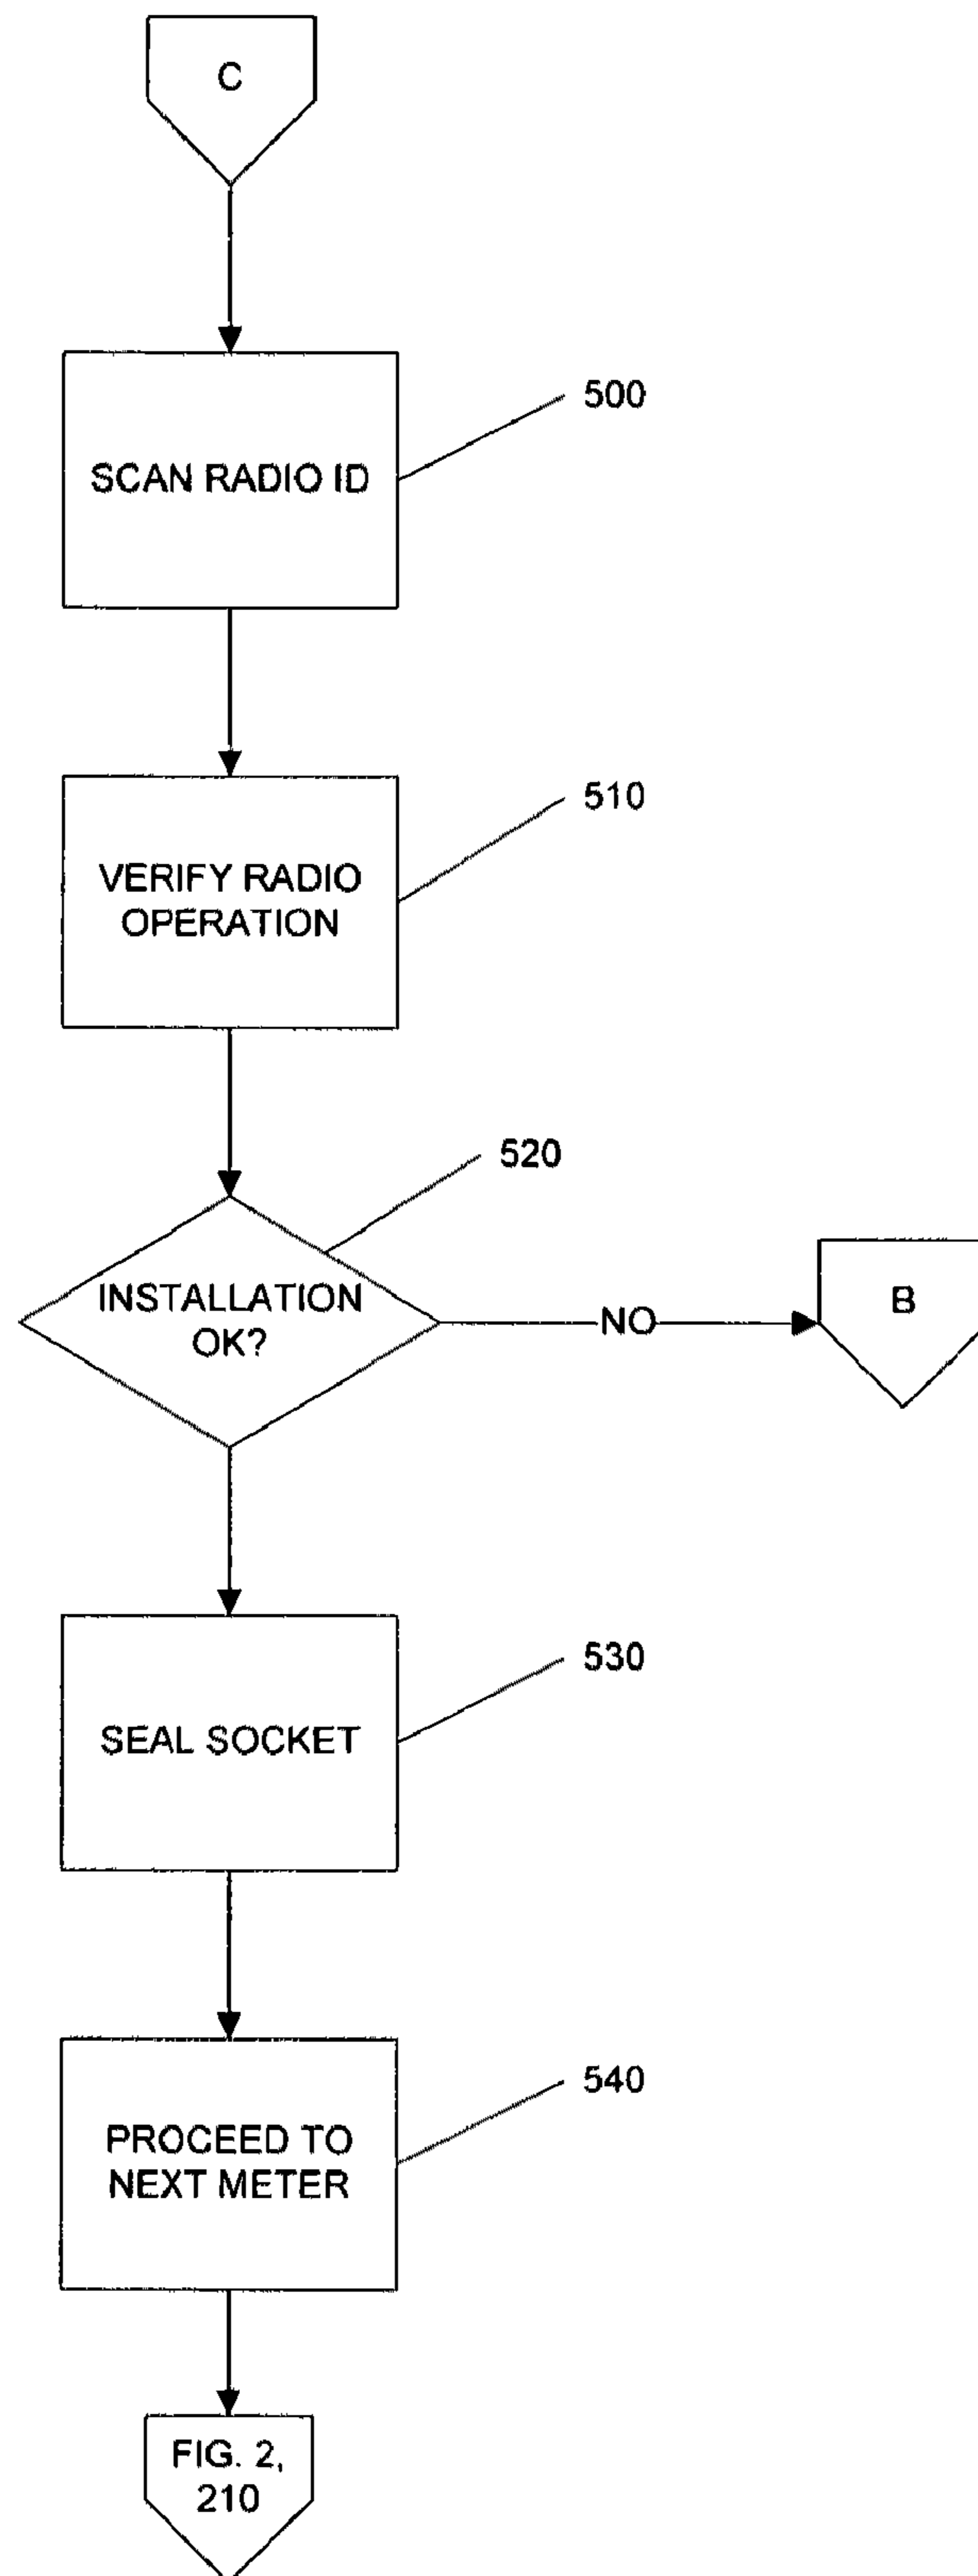 C
500
SCAN RADIO ID
510
VERIFY RADIO
OPERATION
520
INSTALLATION
OK?
NO
B
530
SEAL SOCKET
540
PROCEED TO
NEXT METER
FIG. 2,
210